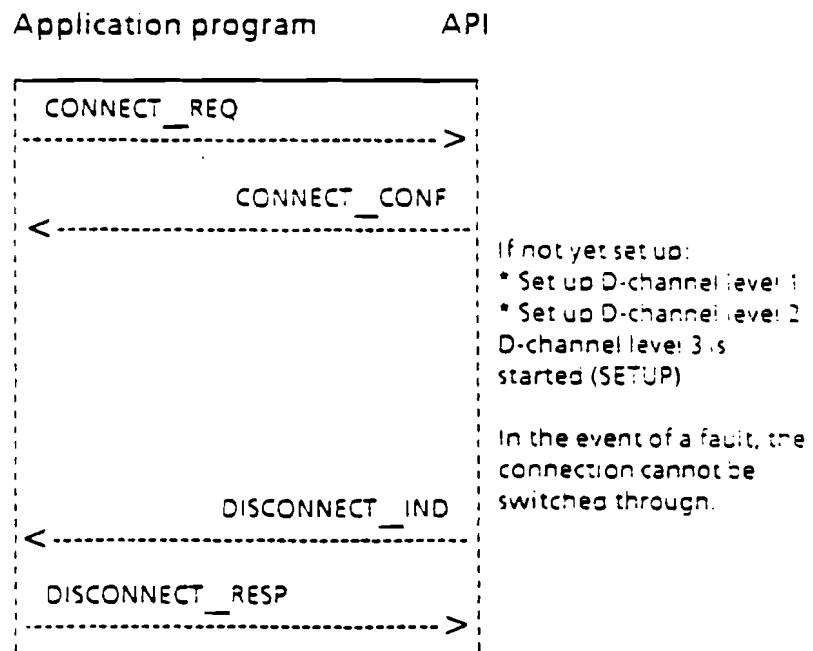 Application program API
CONNECT_REQ
CONNECT_CONF
If not yet set up:
* Set up D-channel level 1
* Set up D-channel level 2
D-channel level 3 is
started (SETUP)
In the event of a fault, the
connection cannot be
switched through.
DISCONNECT_IND
DISCONNECT_RESP